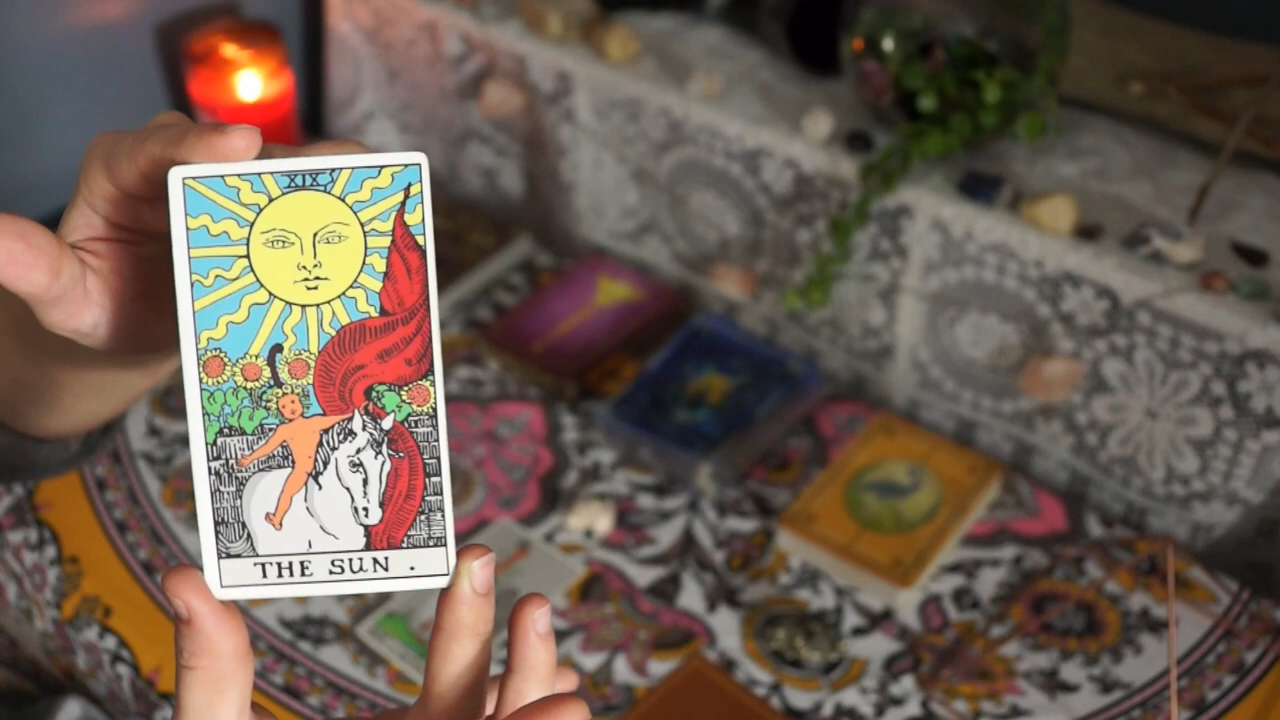 XIX
THE SUN .